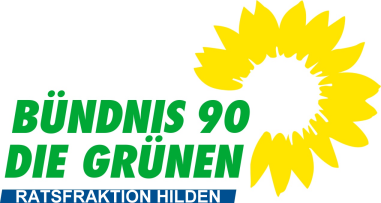 BÜNDNIS 90
DIE GRÜNEN
RATSFRAKTION HILDEN